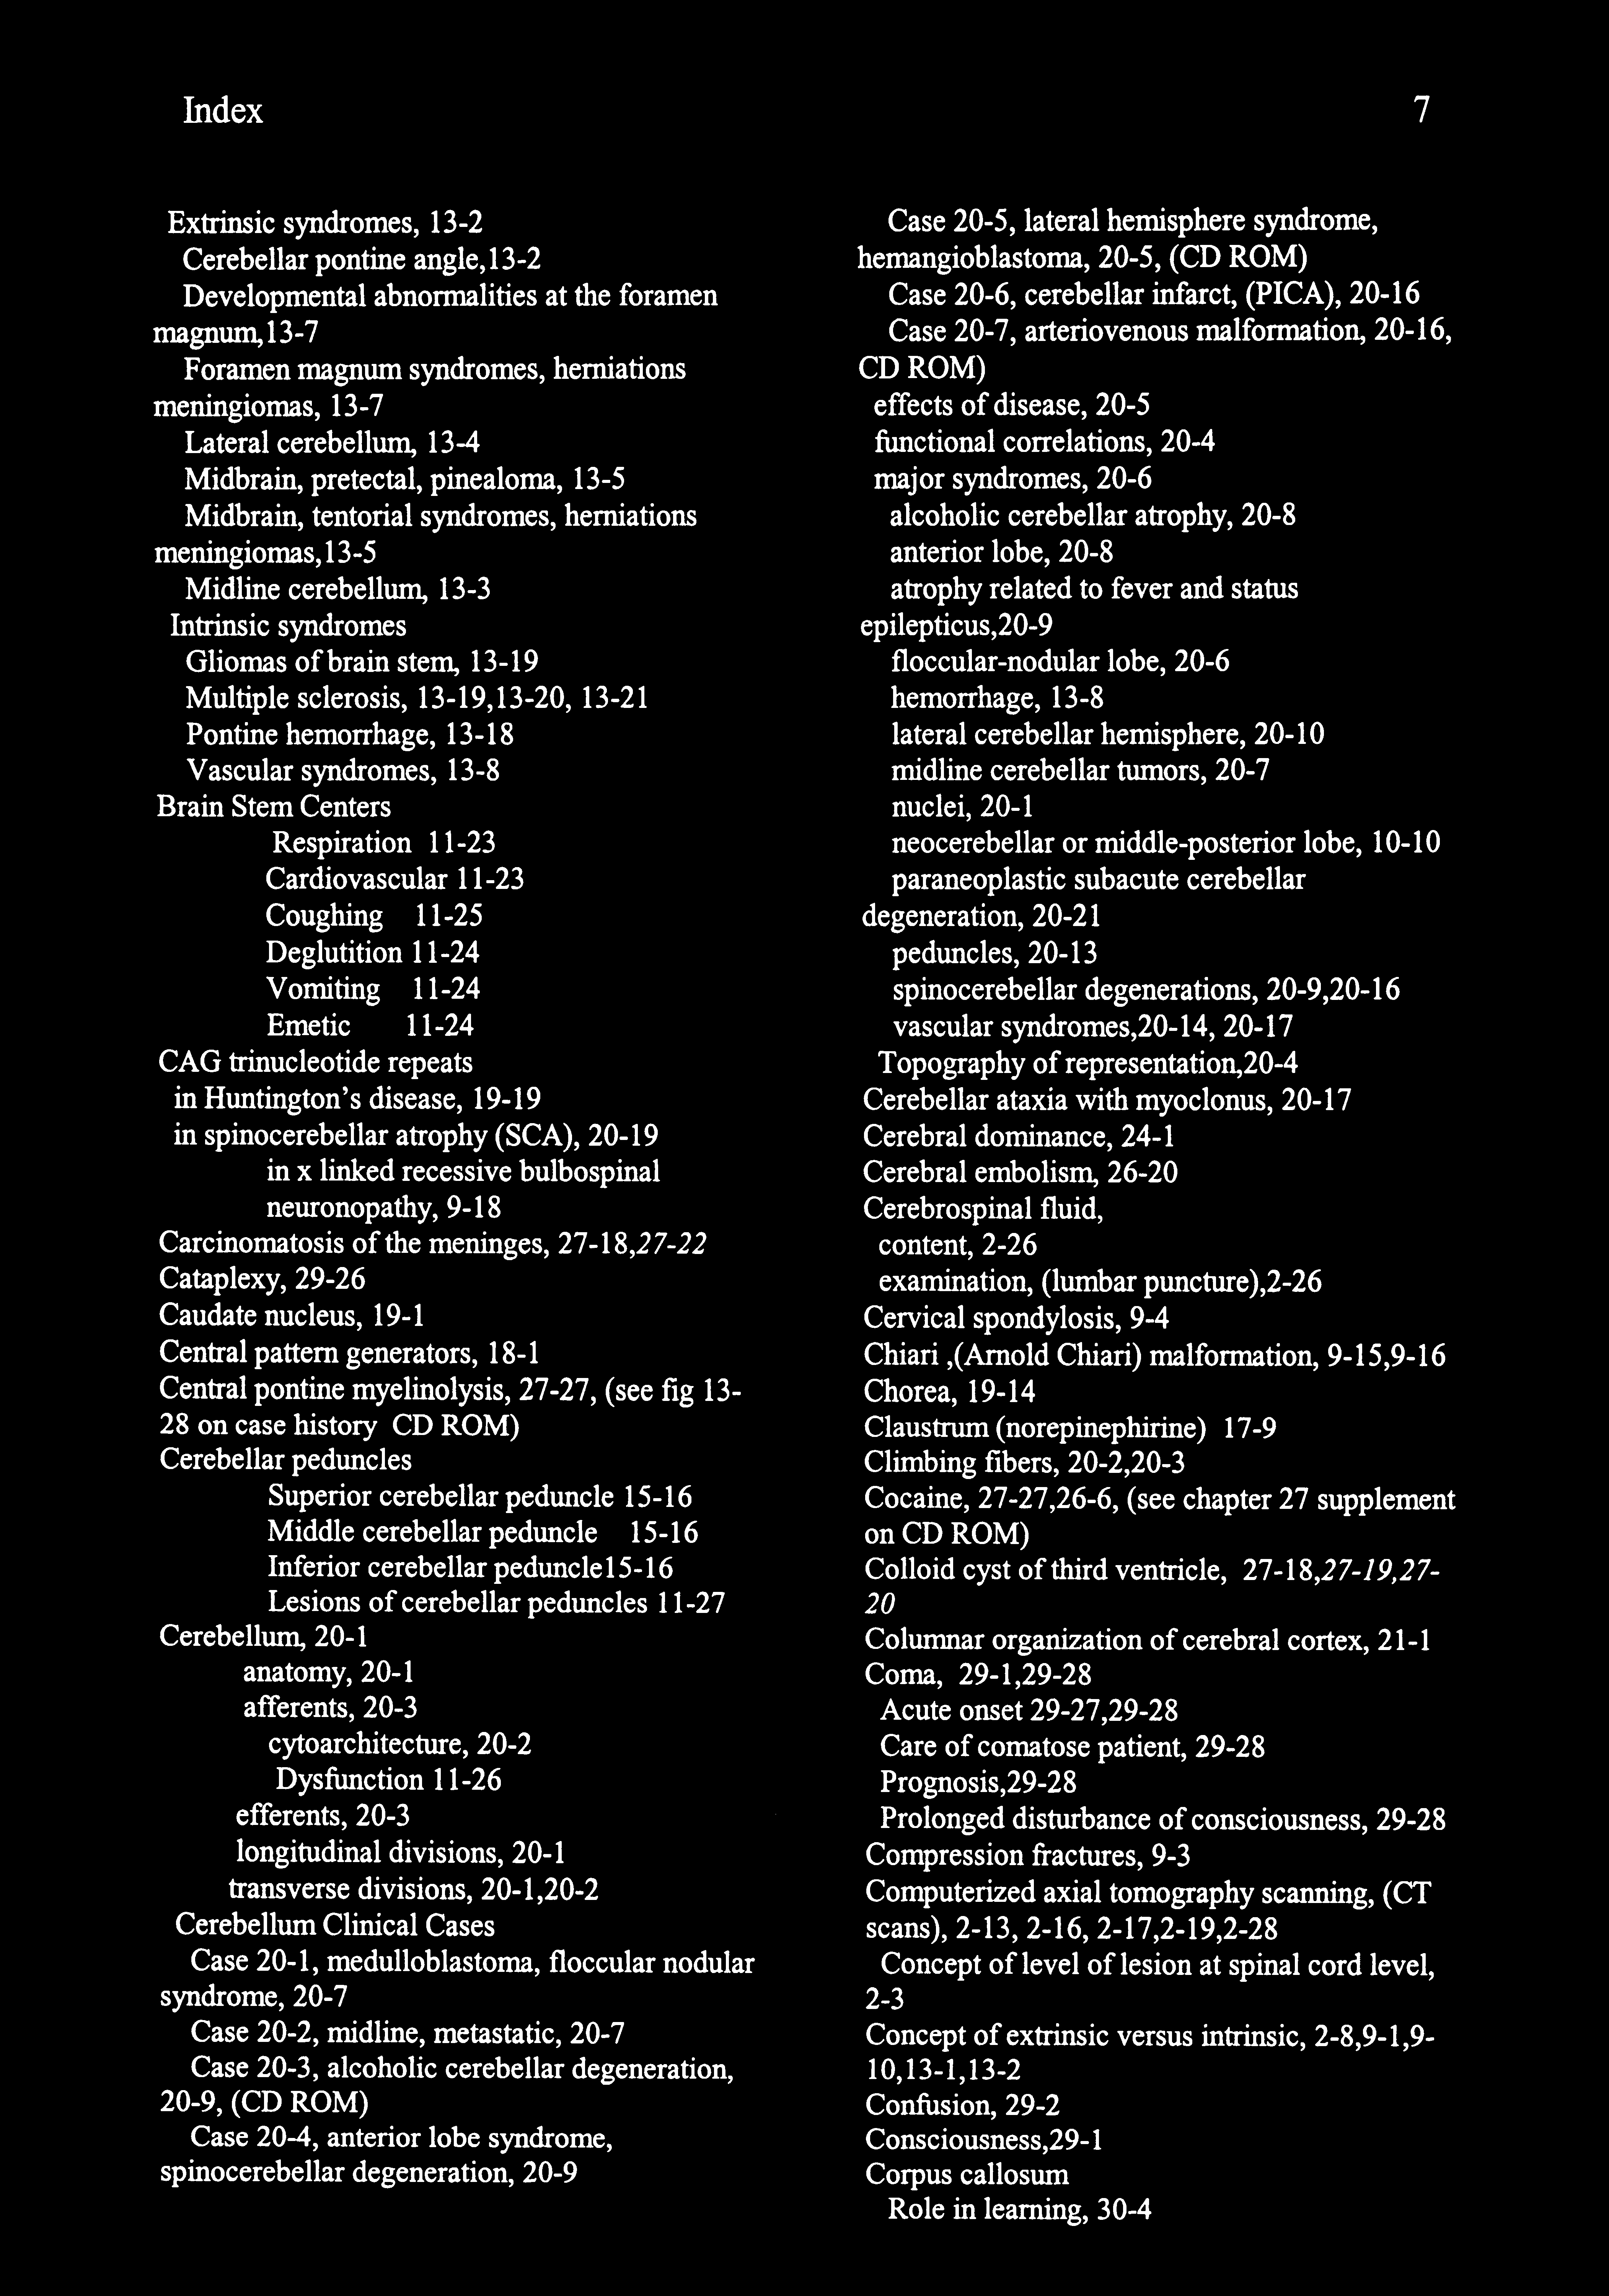 Index
7
Extrinsic syndromes, 13-2
Cerebellar pontine angle,13-2
Developmental abnormalities at the foramen
magnum,13-7
Foramen magnum syndromes, herniations
meningiomas, 13-7
Lateral cerebellum, 13-4
Midbrain, pretectal, pinealoma, 13-5
Midbrain, tentorial syndromes, herniations
meningiomas,13-5
Midline cerebellum, 13-3
Intrinsic syndromes
Gliomas of brain stem, 13-19
Multiple sclerosis, 13-19,13-20, 13-21
Pontine hemorrhage, 13-18
Vascular syndromes, 13-8
Brain Stem Centers
Respiration 11-23
Cardiovascular 11-23
Coughing 11-25
Deglutition 11-24
Vomiting 11-24
Emetic 11-24
CAG trinucleotide repeats
in Huntington's disease, 19-19
in spinocerebellar atrophy (SCA), 20-19
in x linked recessive bulbospinal
neuronopathy, 9-18
Carcinomatosis of the meninges, 27-18,27-22
Cataplexy, 29-26
Caudate nucleus, 19-1
Central pattern generators, 18-1
Central pontine myelinolysis, 27-27, (see fig 13-
28 on case history CD ROM)
Cerebellar peduncles
Superior cerebellar peduncle 15-16
Middle cerebellar peduncle 15-16
Inferior cerebellar peduncle15-16
Lesions of cerebellar peduncles 11-27
Cerebellum, 20-1
anatomy, 20-1
afferents, 20-3
cytoarchitecture, 20-2
Dysfunction 11-26
efferents, 20-3
longitudinal divisions, 20-1
transverse divisions, 20-1,20-2
Cerebellum Clinical Cases
Case 20-1, medulloblastoma, floccular nodular
syndrome, 20-7
Case 20-2, midline, metastatic, 20-7
Case 20-3, alcoholic cerebellar degeneration,
20-9, (CD ROM)
Case 20-4, anterior lobe syndrome,
spinocerebellar degeneration, 20-9
Case 20-5, lateral hemisphere syndrome,
hemangioblastoma, 20-5, (CD ROM)
Case 20-6, cerebellar infarct, (PICA), 20-16
Case 20-7, arteriovenous malformation, 20-16,
CD ROM)
effects of disease, 20-5
functional correlations, 20-4
major syndromes, 20-6
alcoholic cerebellar atrophy, 20-8
anterior lobe, 20-8
atrophy related to fever and status
epilepticus,20-9
floccular-nodular lobe, 20-6
hemorrhage, 13-8
lateral cerebellar hemisphere, 20-10
midline cerebellar tumors, 20-7
nuclei, 20-1
neocerebellar or middle-posterior lobe, 10-10
paraneoplastic subacute cerebellar
degeneration, 20-21
peduncles, 20-13
spinocerebellar degenerations, 20-9,20-16
vascular syndromes,20-14, 20-17
Topography of representation,20-4
Cerebellar ataxia with myoclonus, 20-17
Cerebral dominance, 24-1
Cerebral embolism, 26-20
Cerebrospinal fluid,
content, 2-26
examination, (lumbar puncture),2-26
Cervical spondylosis, 9-4
Chiari ,(Arnold Chiari) malformation, 9-15,9-16
Chorea, 19-14
Claustrum (norepinephirine) 17-9
Climbing fibers, 20-2,20-3
Cocaine, 27-27,26-6, (see chapter 27 supplement
on CD ROM)
Colloid cyst of third ventricle, 27-18,27-19,27-
20
Columnar organization of cerebral cortex, 21-1
Coma, 29-1,29-28
Acute onset 29-27,29-28
Care of comatose patient, 29-28
Prognosis,29-28
Prolonged disturbance of consciousness, 29-28
Compression fractures, 9-3
Computerized axial tomography scanning, (CT
scans), 2-13, 2-16, 2-17,2-19,2-28
Concept of level of lesion at spinal cord level,
2-3
Concept of extrinsic versus intrinsic, 2-8,9-1,9-
10,13-1,13-2
Confusion, 29-2
Consciousness,29-1
Corpus callosum
Role in learning, 30-4